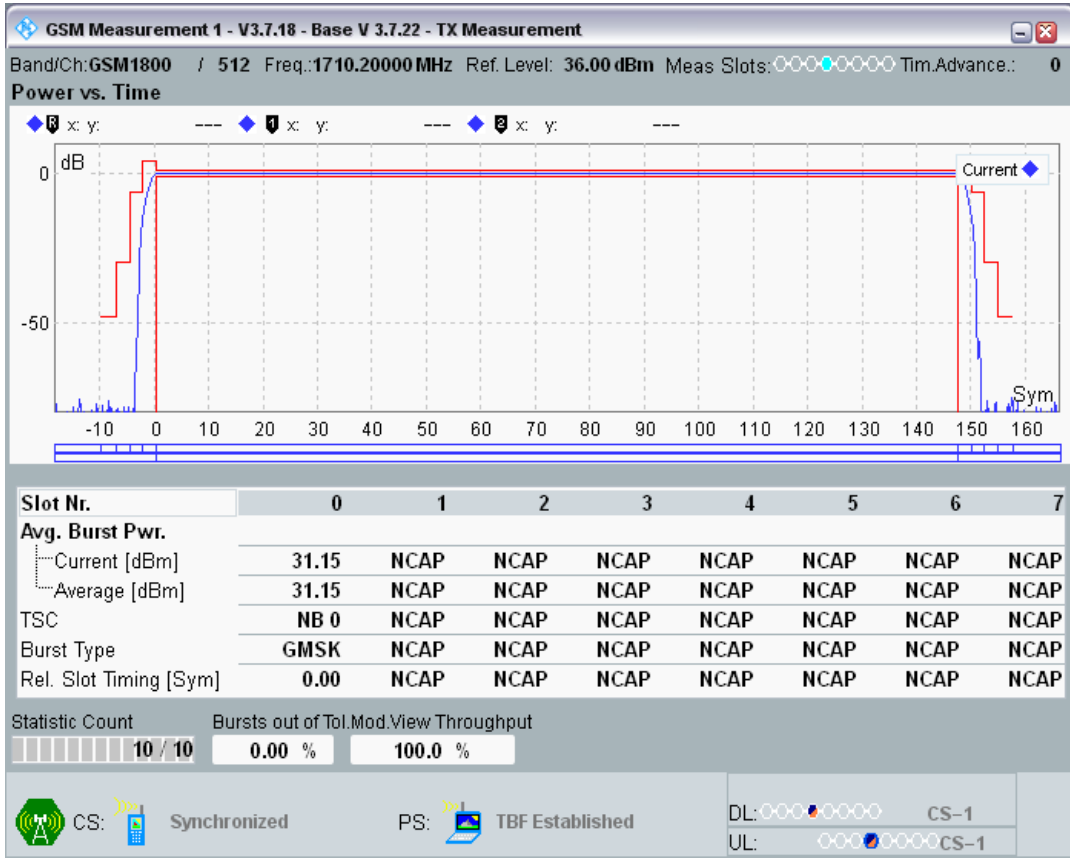 GSM Measurement 1 - V3.7.18 - Base V 3.7.22 - TX Measurement
Band/Ch:GSM1800 / 512 Freq.:1710.20000 MHz Ref. Level: 36.00 dBm Meas Slots: Tim.Advance.: 0
Power vs. Time
R x: y: --- 1 x: y: --- 2 x: y: ---
dB
0
Current
-50
Sym
-10 0 10 20 30 40 50 60 70 80 90 100 110 120 130 140 150 160
Slot Nr. 0 1 2 3 4 5 6 7
Avg. Burst Pwr.
Current [dBm] 31.15 NCAP NCAP NCAP NCAP NCAP NCAP NCAP
Average [dBm] 31.15 NCAP NCAP NCAP NCAP NCAP NCAP NCAP
TSC NB 0 NCAP NCAP NCAP NCAP NCAP NCAP NCAP
Burst Type GMSK NCAP NCAP NCAP NCAP NCAP NCAP NCAP
Rel. Slot Timing [Sym] 0.00 NCAP NCAP NCAP NCAP NCAP NCAP NCAP
Statistic Count Bursts out of Tol.Mod.View Throughput
10 / 10 0.00 % 100.0 %
CS: Synchronized PS: TBF Established DL: CS-1
UL: CS-1